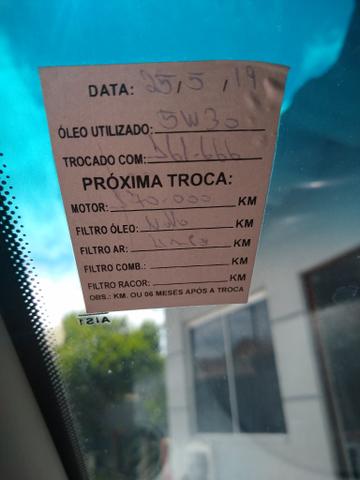 DATA: 25, 5, 19
ÓLEO UTILIZADO: 5W30
TROCADO COM: 161.666
PRÓXIMA TROCA:
MOTOR: 170.000 KM
FILTRO ÓLEO: KM
FILTRO AR: KM
FILTRO COMB.: KM
FILTRO RACOR: KM
OBS.: KM. OU 06 MESES APÓS A TROCA